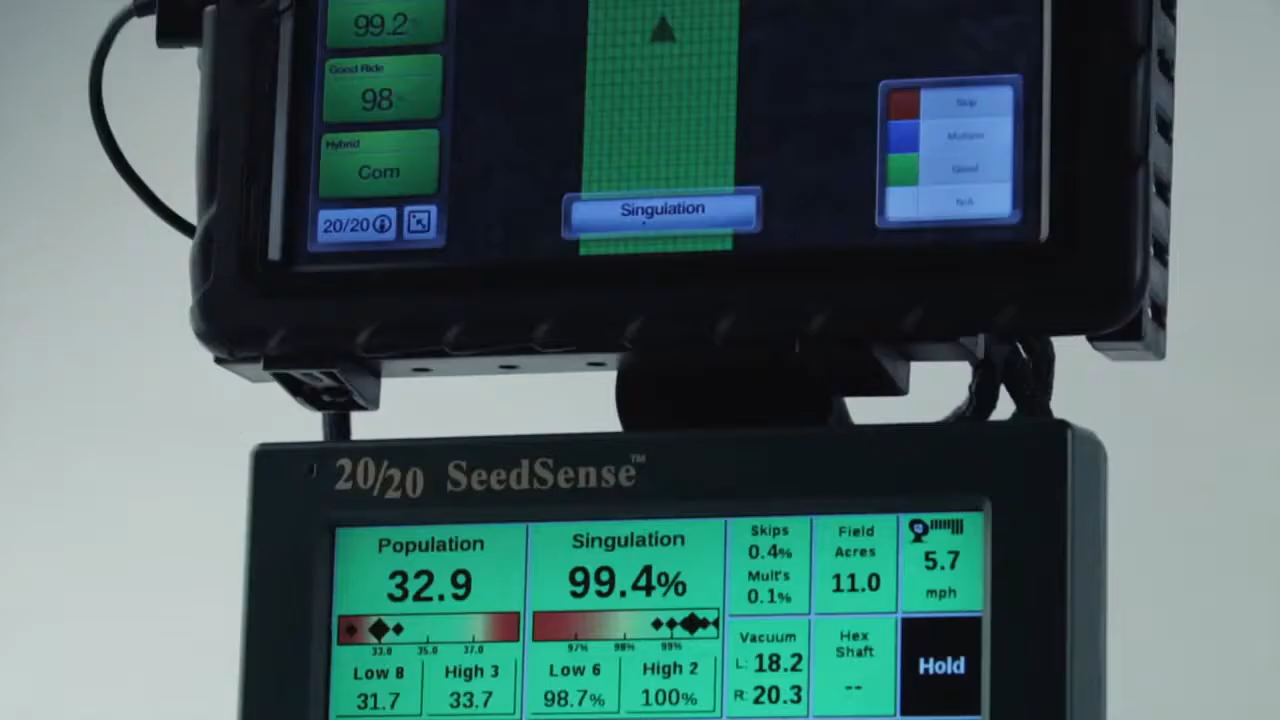 99.2
Good Ride
98
Hybrid
Corn
20/20
Singulation
Skip
Multiple
Good
N/A
20/20 SeedSense™
Population
32.9
33.0 35.0 37.0
Low 8
31.7
High 3
33.7
Singulation
99.4%
97% 98% 99%
Low 6
98.7%
High 2
100%
Skips
0.4%
Mult's
0.1%
Field
Acres
11.0
5.7
mph
Vacuum
L: 18.2
R: 20.3
Hex
Shaft
--
Hold